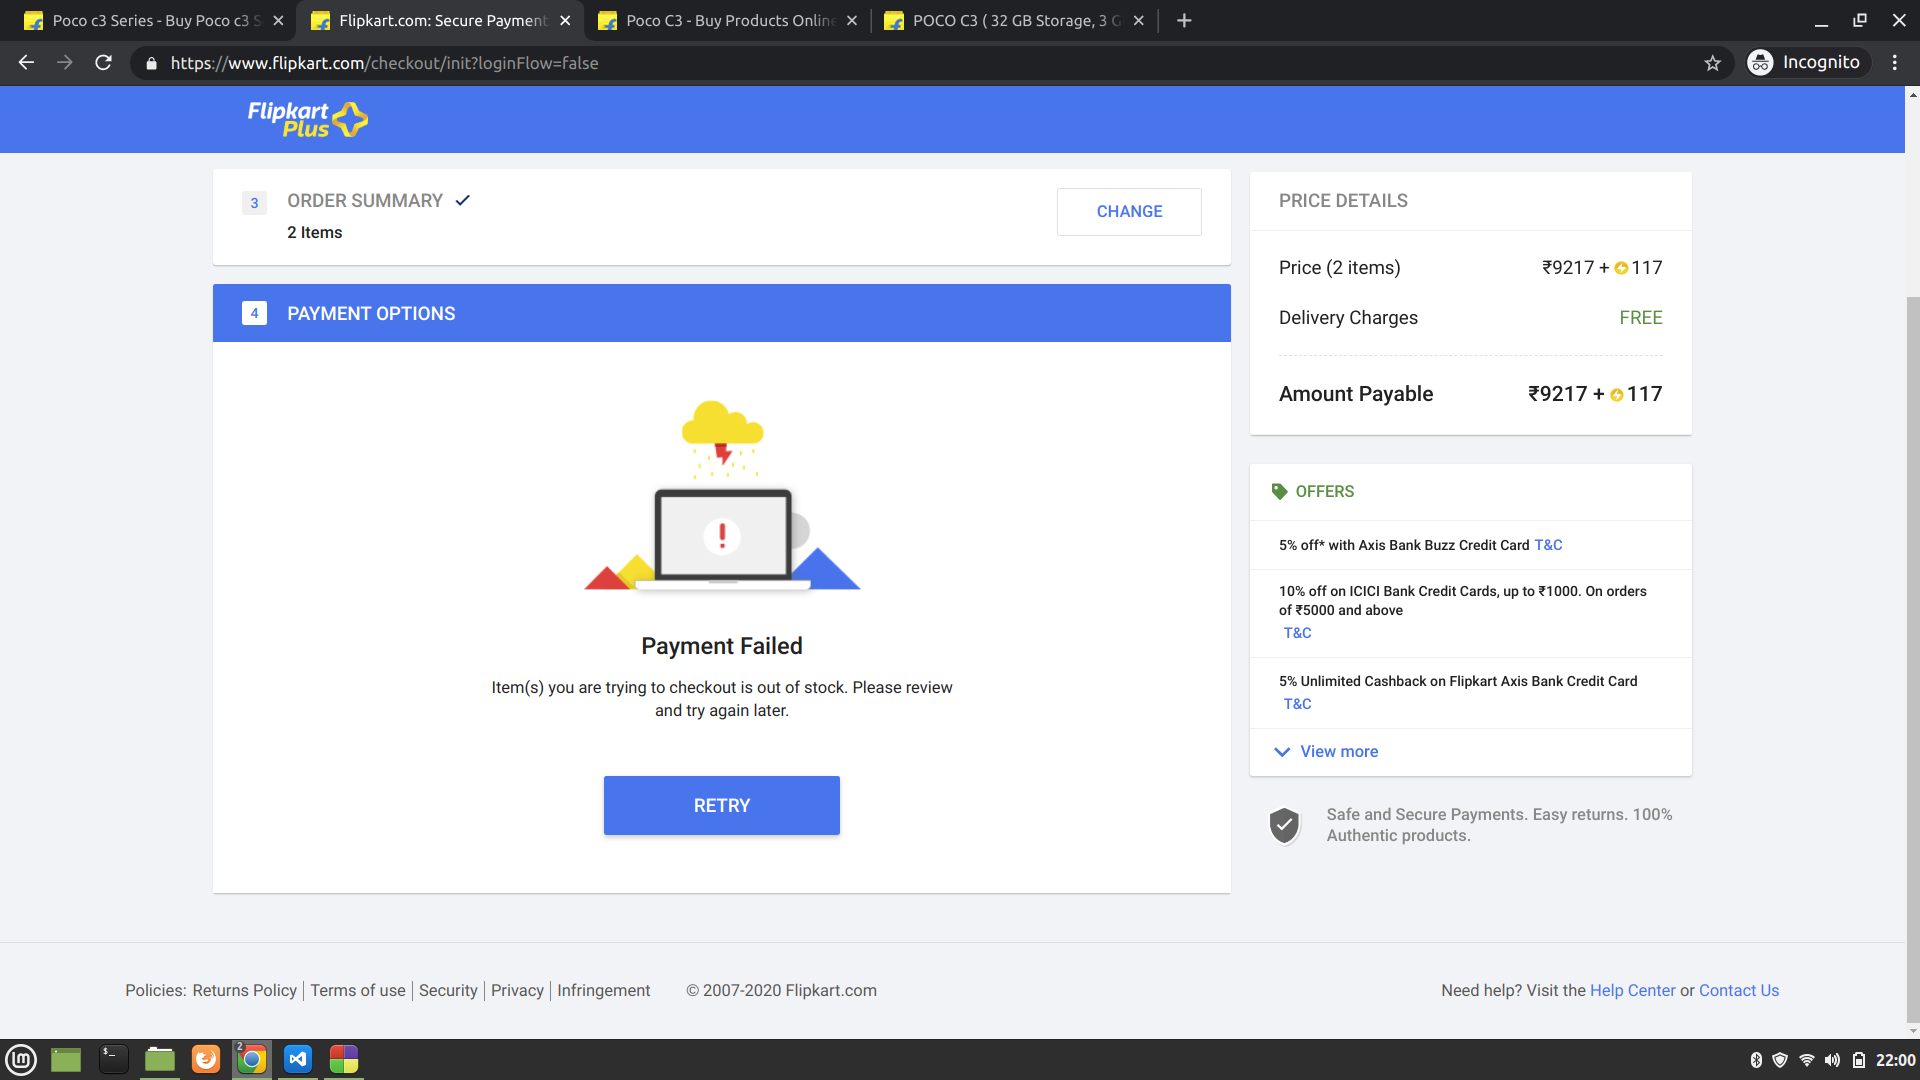 Poco c3 Series - Buy Poco c3 S
Flipkart.com: Secure Payment
Poco C3 - Buy Products Online
POCO C3 ( 32 GB Storage, 3 G
https://www.flipkart.com/checkout/init?loginFlow=false
Incognito
Flipkart
Plus
3
ORDER SUMMARY
CHANGE
2 Items
4
PAYMENT OPTIONS
!
Payment Failed
Item(s) you are trying to checkout is out of stock. Please review
and try again later.
RETRY
PRICE DETAILS
Price (2 items) ₹9217 + 117
Delivery Charges FREE
Amount Payable ₹9217 + 117
OFFERS
5% off* with Axis Bank Buzz Credit Card T&C
10% off on ICICI Bank Credit Cards, up to ₹1000. On orders
of ₹5000 and above
T&C
5% Unlimited Cashback on Flipkart Axis Bank Credit Card
T&C
View more
Safe and Secure Payments. Easy returns. 100%
Authentic products.
Policies: Returns Policy | Terms of use | Security | Privacy | Infringement © 2007-2020 Flipkart.com
Need help? Visit the Help Center or Contact Us
2
22:00